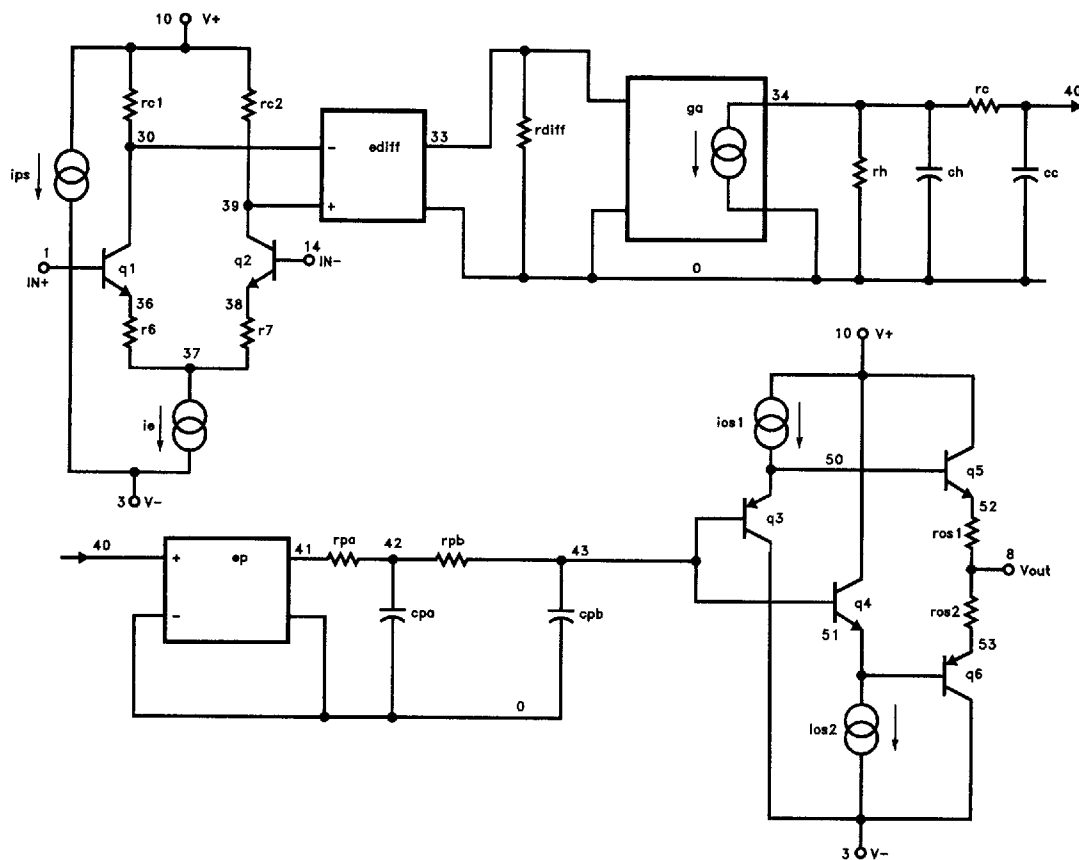 10 V+
rc1
rc2
30
ips
39
1
IN+
q1
q2
14
IN-
36
38
r6
r7
37
ie
3 V-
-
ediff
+
33
rdiff
ga
34
rc
40
rh
ch
cc
0
10 V+
ios1
50
q5
q3
52
ros1
8
Vout
q4
51
ros2
53
q6
Ios2
3 V-
40
+
ep
-
41
rpa
42
rpb
43
cpa
cpb
0